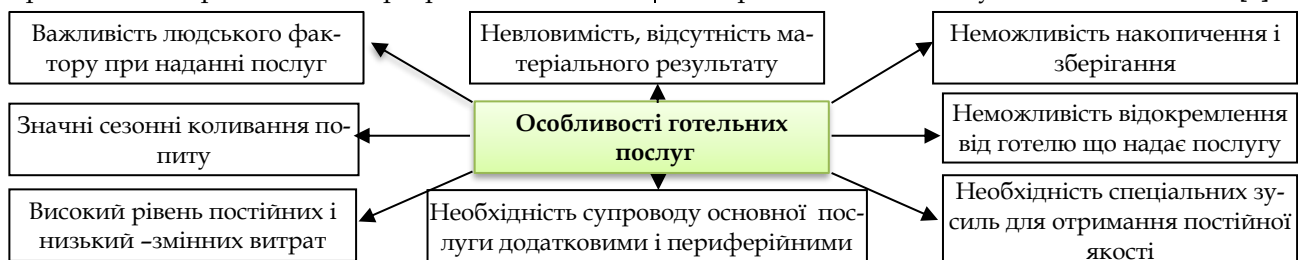 Важливість людського фак-
тору при наданні послуг
Невловимість, відсутність ма-
теріального результату
Неможливість накопичення і
зберігання
Значні сезонні коливання по-
питу
Особливості готельних
послуг
Неможливість відокремлення
від готелю що надає послугу
Високий рівень постійних і
низький –змінних витрат
Необхідність супроводу основної пос-
луги додатковими і периферійними
Необхідність спеціальних зу-
силь для отримання постійної
якості